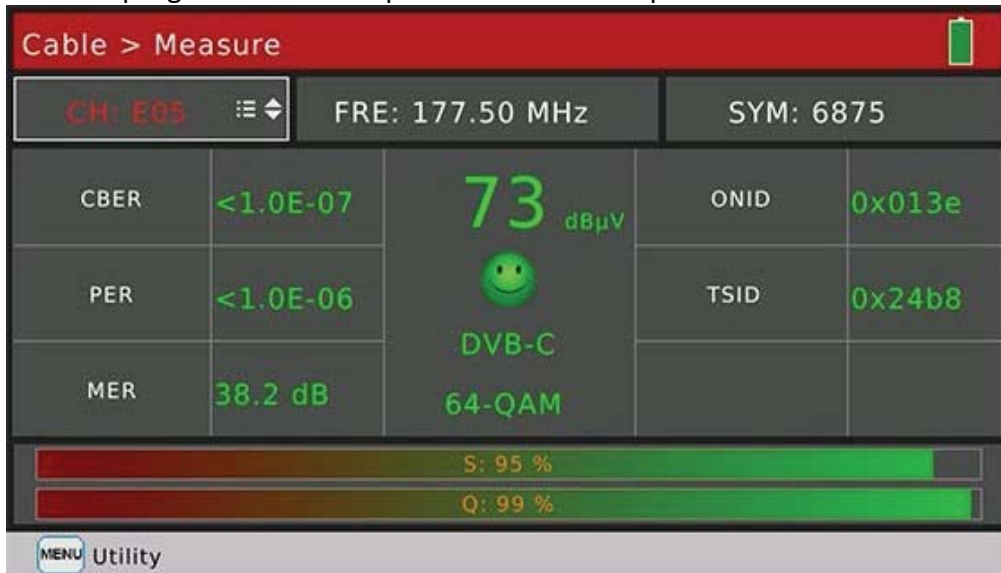 Cable > Measure
CH: E05 FRE: 177.50 MHz SYM: 6875
CBER <1.0E-07 73 dBµV ONID 0x013e
PER <1.0E-06 TSID 0x24b8
DVB-C
MER 38.2 dB 64-QAM
S: 95 %
Q: 99 %
MENU Utility